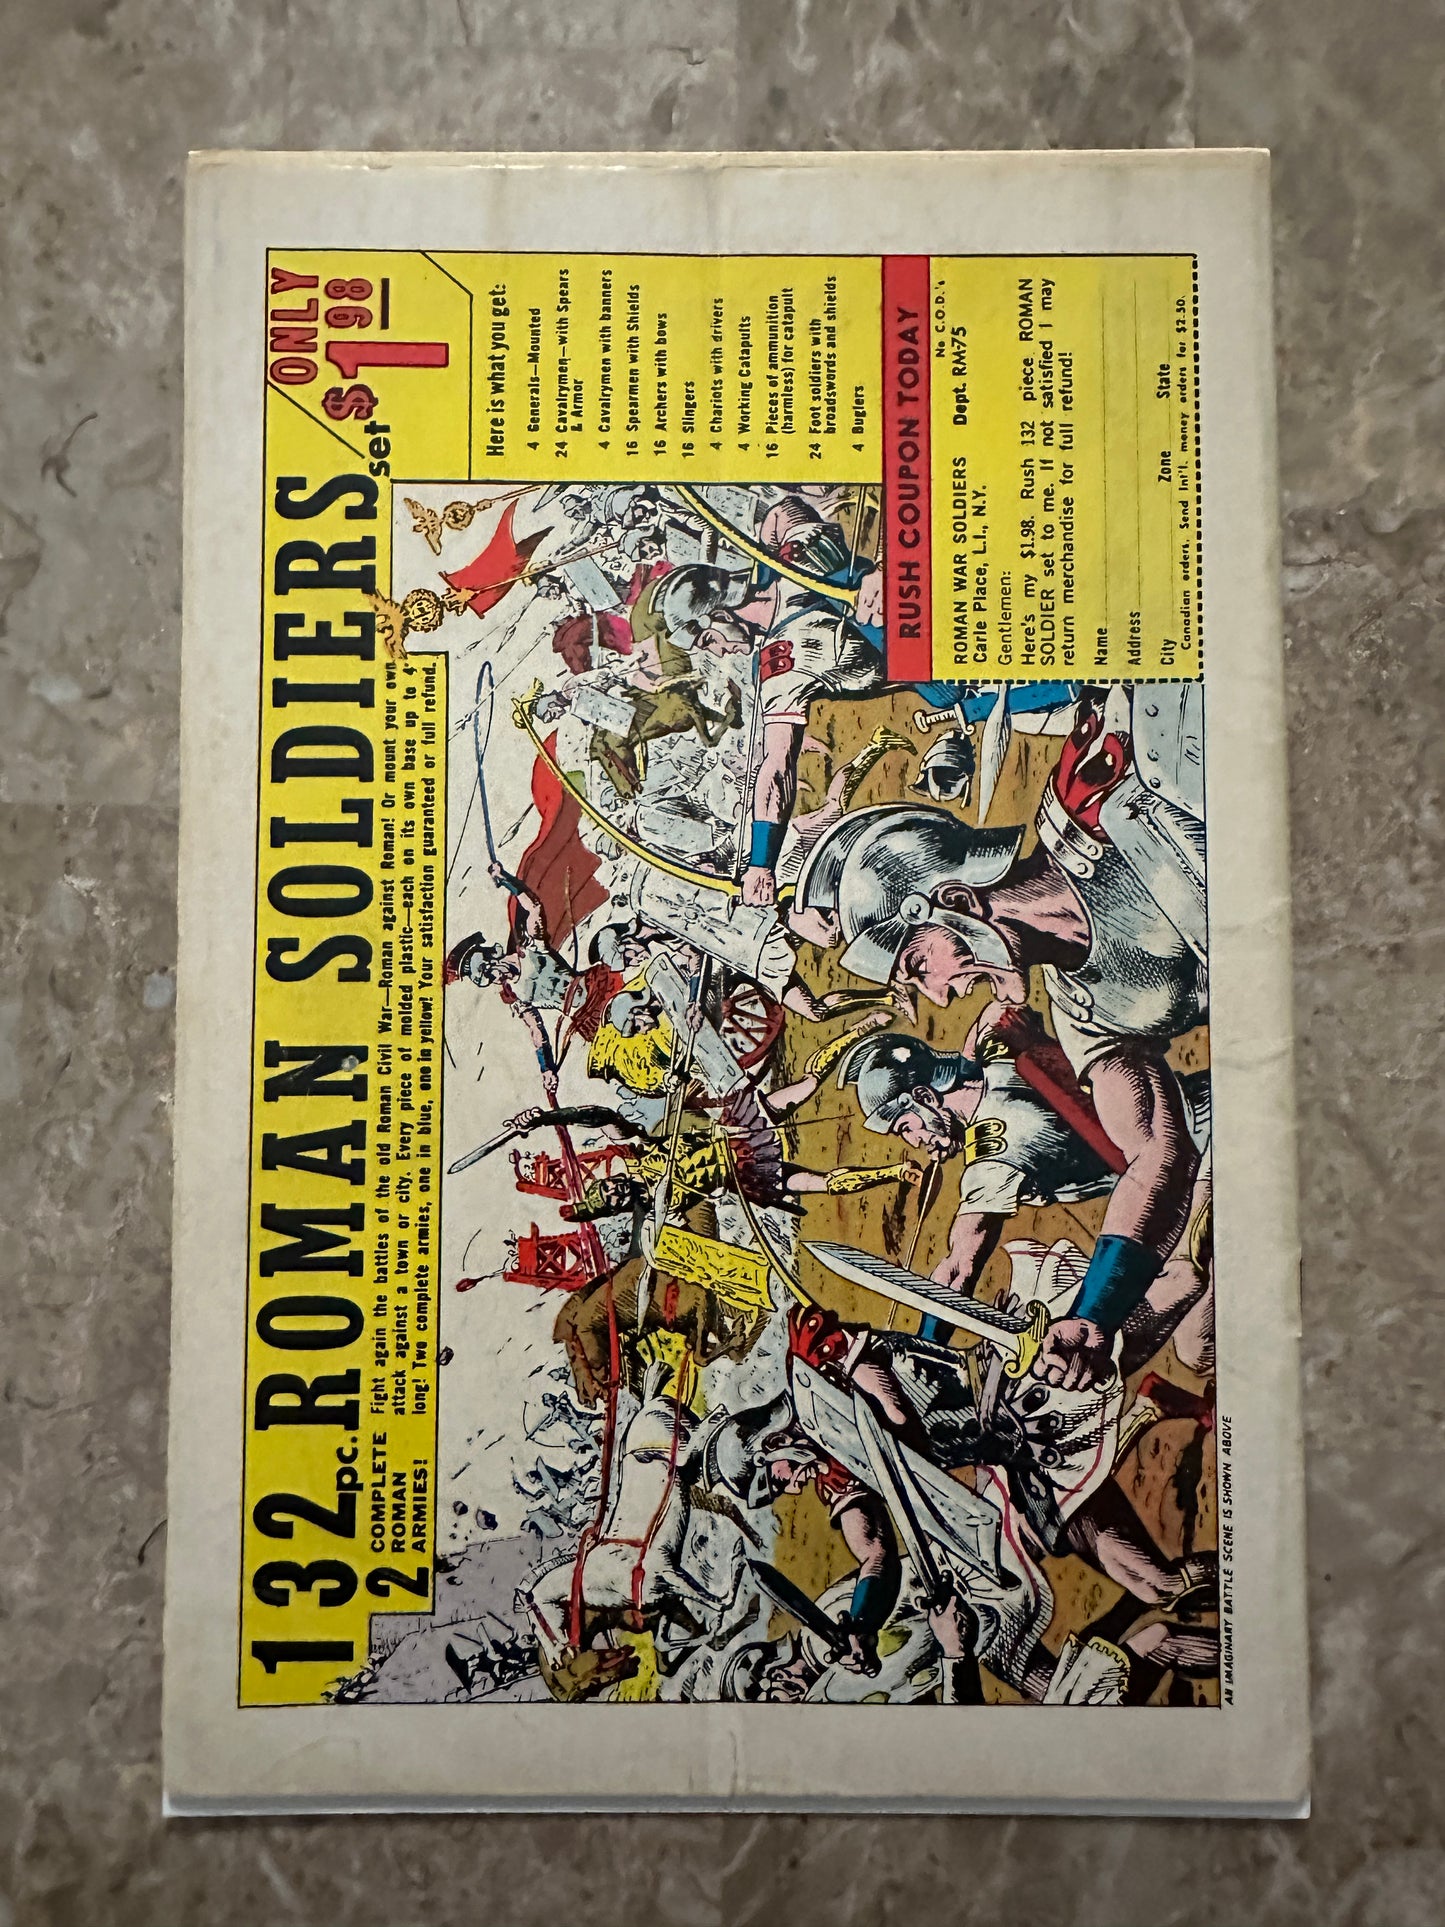 132 pc. ROMAN SOLDIERS set
ONLY
$1.98
2 COMPLETE
ROMAN
ARMIES!
Fight again the battles of the old Roman Civil War—Roman against Roman! Or mount your own
attack against a town or city. Every piece of molded plastic—each on its own base up to 4"
long! Two complete armies, one in blue, one in yellow! Your satisfaction guaranteed or full refund.
Here is what you get:
4 Generals—Mounted
24 Cavalrymen—with Spears
& Armor
4 Cavalrymen with banners
16 Spearmen with Shields
16 Archers with bows
16 Slingers
4 Chariots with drivers
4 Working Catapults
16 Pieces of ammunition
(harmless) for catapult
24 Foot soldiers with
broadswords and shields
4 Buglers
RUSH COUPON TODAY
No C.O.D.'s
ROMAN WAR SOLDIERS Dept. RM-75
Carle Place, L.I., N.Y.
Gentlemen:
Here's my $1.98. Rush 132 piece ROMAN
SOLDIER set to me. If not satisfied I may
return merchandise for full refund!
Name
Address
City Zone State
Canadian orders, Send Int'l. money orders for $2.50.
AN IMAGINARY BATTLE SCENE IS SHOWN ABOVE